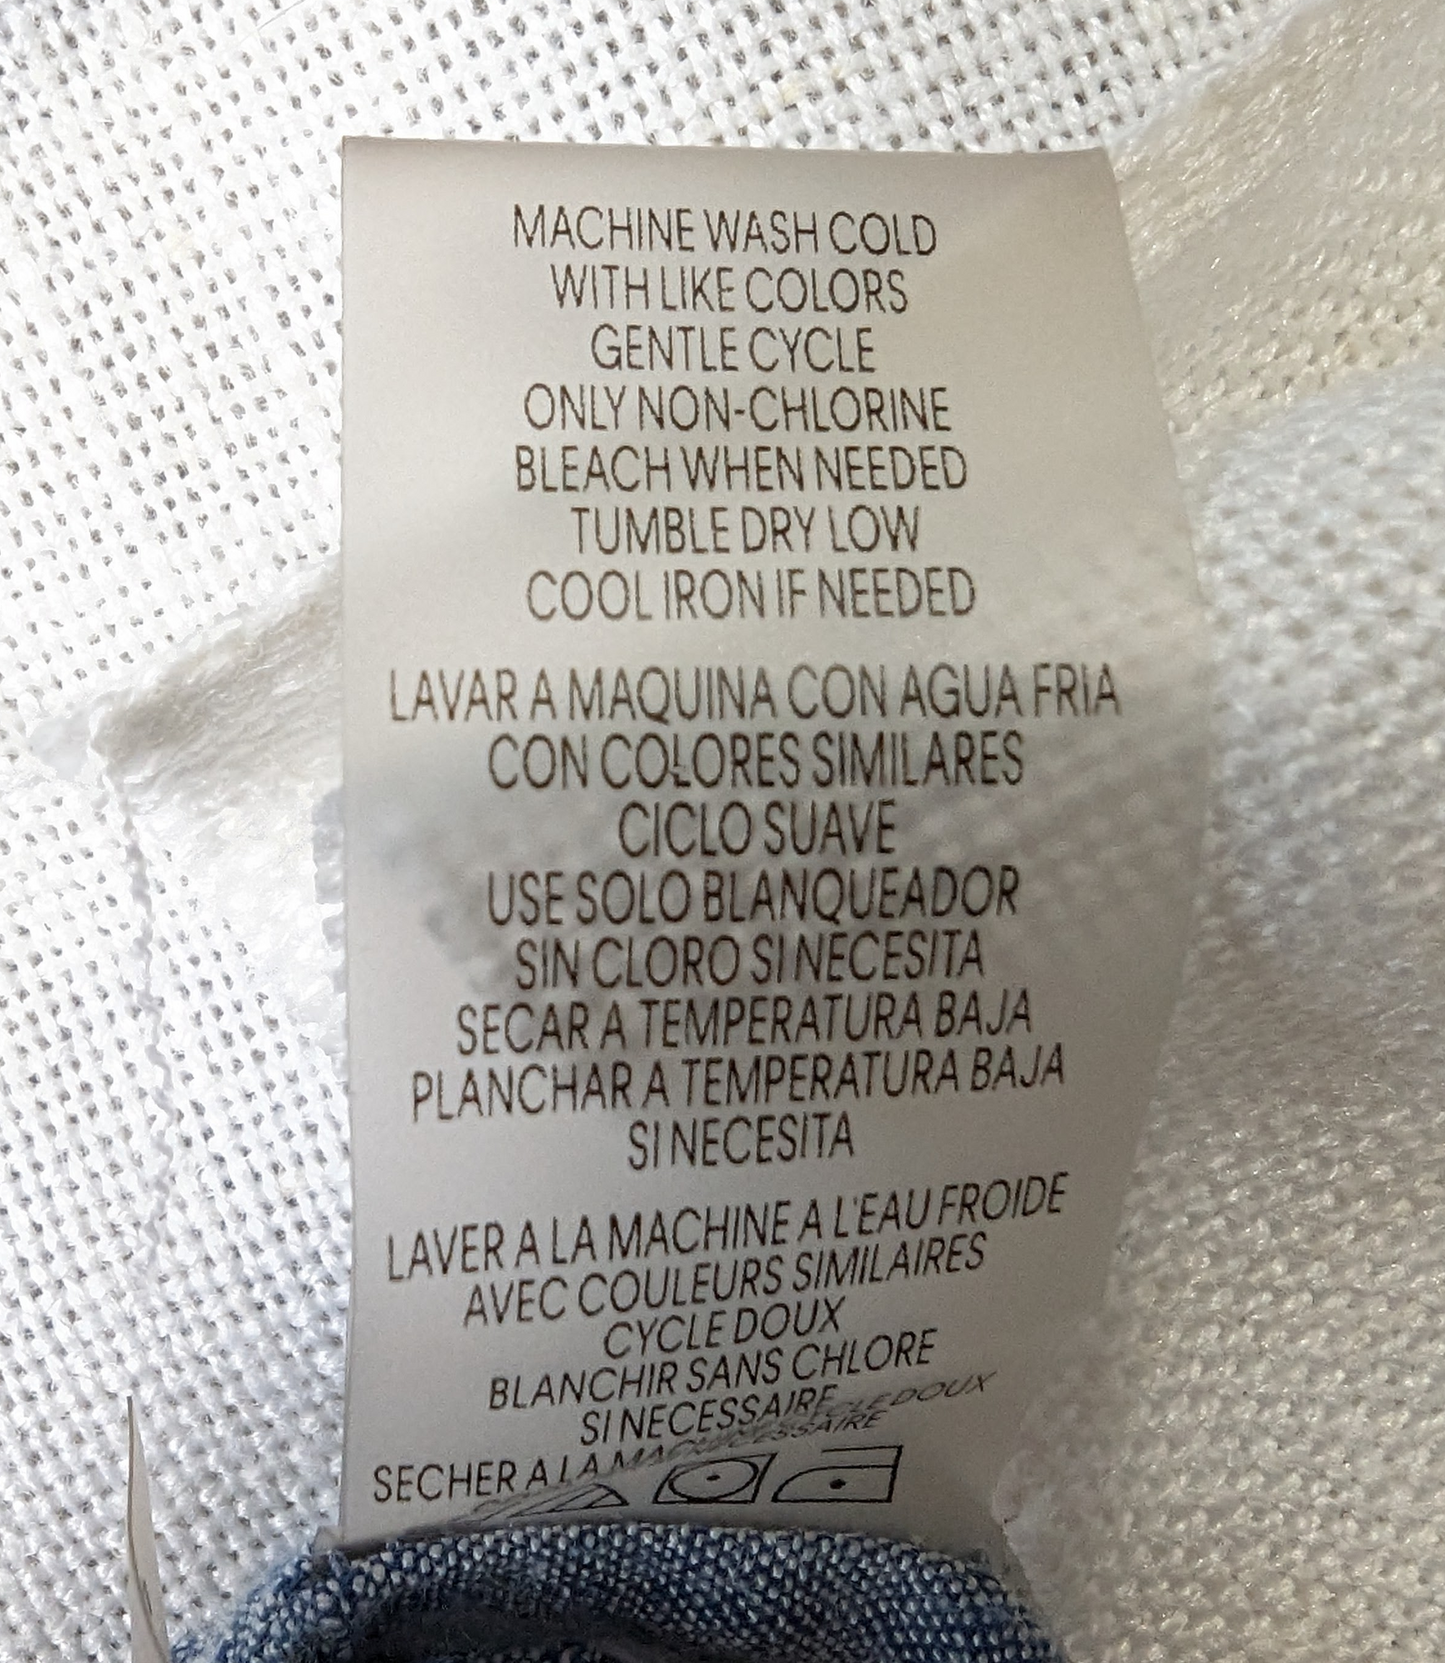 MACHINE WASH COLD
WITH LIKE COLORS
GENTLE CYCLE
ONLY NON-CHLORINE
BLEACH WHEN NEEDED
TUMBLE DRY LOW
COOL IRON IF NEEDED
LAVAR A MAQUINA CON AGUA FRIA
CON COLORES SIMILARES
CICLO SUAVE
USE SOLO BLANQUEADOR
SIN CLORO SI NECESITA
SECAR A TEMPERATURA BAJA
PLANCHAR A TEMPERATURA BAJA
SI NECESITA
LAVER A LA MACHINE A L'EAU FROIDE
AVEC COULEURS SIMILAIRES
CYCLE DOUX
BLANCHIR SANS CHLORE
SI NECESSAIRE
SECHER A LA
DOUX